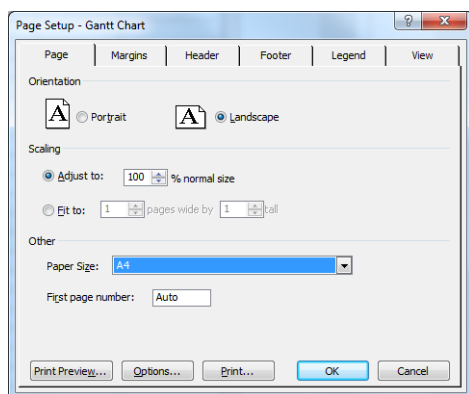 Page Setup - Gantt Chart
Page Margins Header Footer Legend View
Orientation
A Portrait A Landscape
Scaling
Adjust to: 100 % normal size
Fit to: 1 pages wide by 1 tall
Other
Paper Size: A4
First page number: Auto
Print Preview... Options... Print... OK Cancel